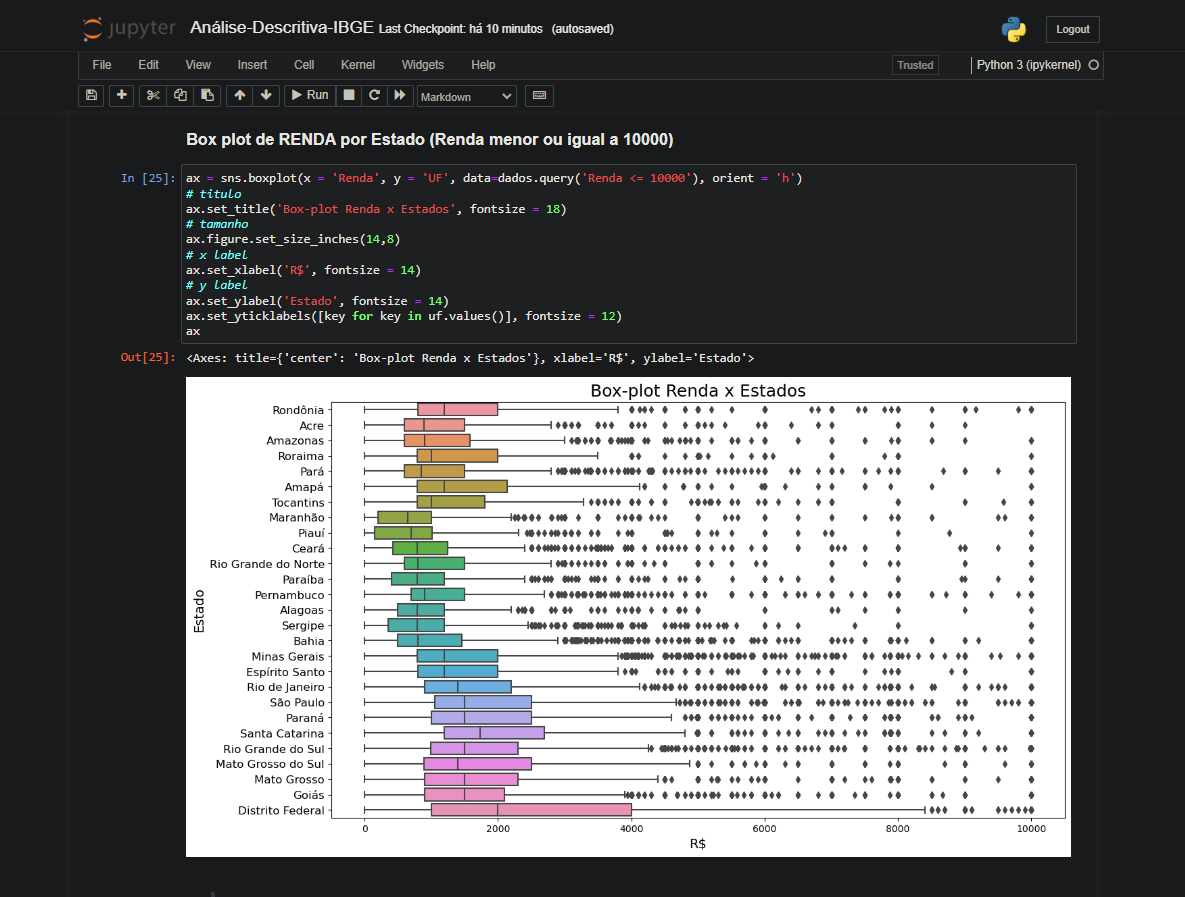 jupyter Análise-Descritiva-IBGE Last Checkpoint: há 10 minutos (autosaved)
Logout
File Edit View Insert Cell Kernel Widgets Help
Trusted
Python 3 (ipykernel)
Run
Markdown
Box plot de RENDA por Estado (Renda menor ou igual a 10000)
In [25]:
ax = sns.boxplot(x = 'Renda', y = 'UF', data=dados.query('Renda <= 10000'), orient = 'h')
# titulo
ax.set_title('Box-plot Renda x Estados', fontsize = 18)
# tamanho
ax.figure.set_size_inches(14,8)
# x label
ax.set_xlabel('R$', fontsize = 14)
# y label
ax.set_ylabel('Estado', fontsize = 14)
ax.set_yticklabels([key for key in uf.values()], fontsize = 12)
ax
Out[25]: <Axes: title={'center': 'Box-plot Renda x Estados'}, xlabel='R$', ylabel='Estado'>
Box-plot Renda x Estados
Estado
Rondônia
Acre
Amazonas
Roraima
Pará
Amapá
Tocantins
Maranhão
Piauí
Ceará
Rio Grande do Norte
Paraíba
Pernambuco
Alagoas
Sergipe
Bahia
Minas Gerais
Espírito Santo
Rio de Janeiro
São Paulo
Paraná
Santa Catarina
Rio Grande do Sul
Mato Grosso do Sul
Mato Grosso
Goiás
Distrito Federal
0 2000 4000 6000 8000 10000
R$